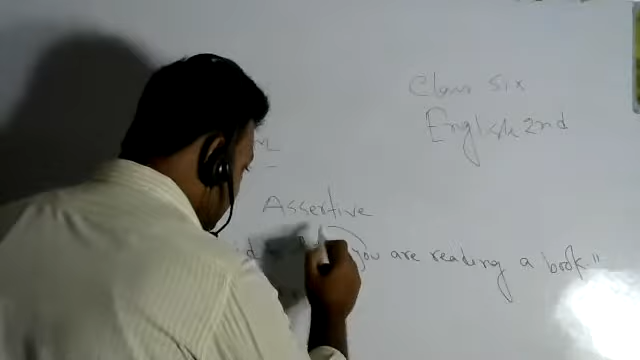 Class Six
English 2nd
Assertive
you are reading a book."